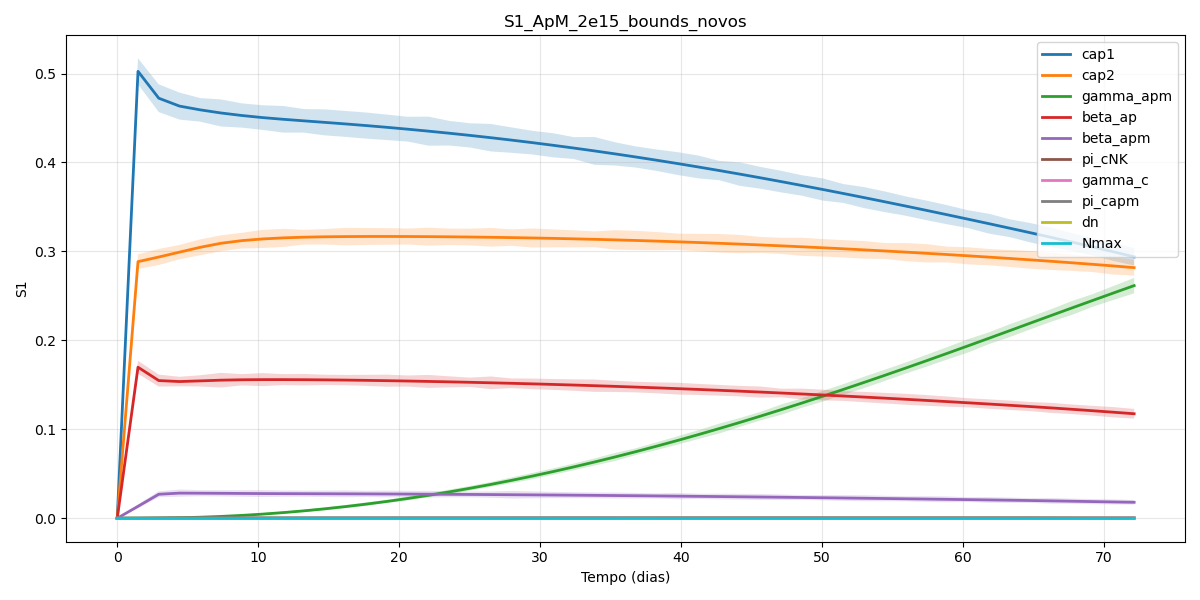 S1_ApM_2e15_bounds_novos
cap1
cap2
gamma_apm
beta_ap
beta_apm
pi_cNK
gamma_c
pi_capm
dn
Nmax
S1
0.5
0.4
0.3
0.2
0.1
0.0
0 10 20 30 40 50 60 70
Tempo (dias)